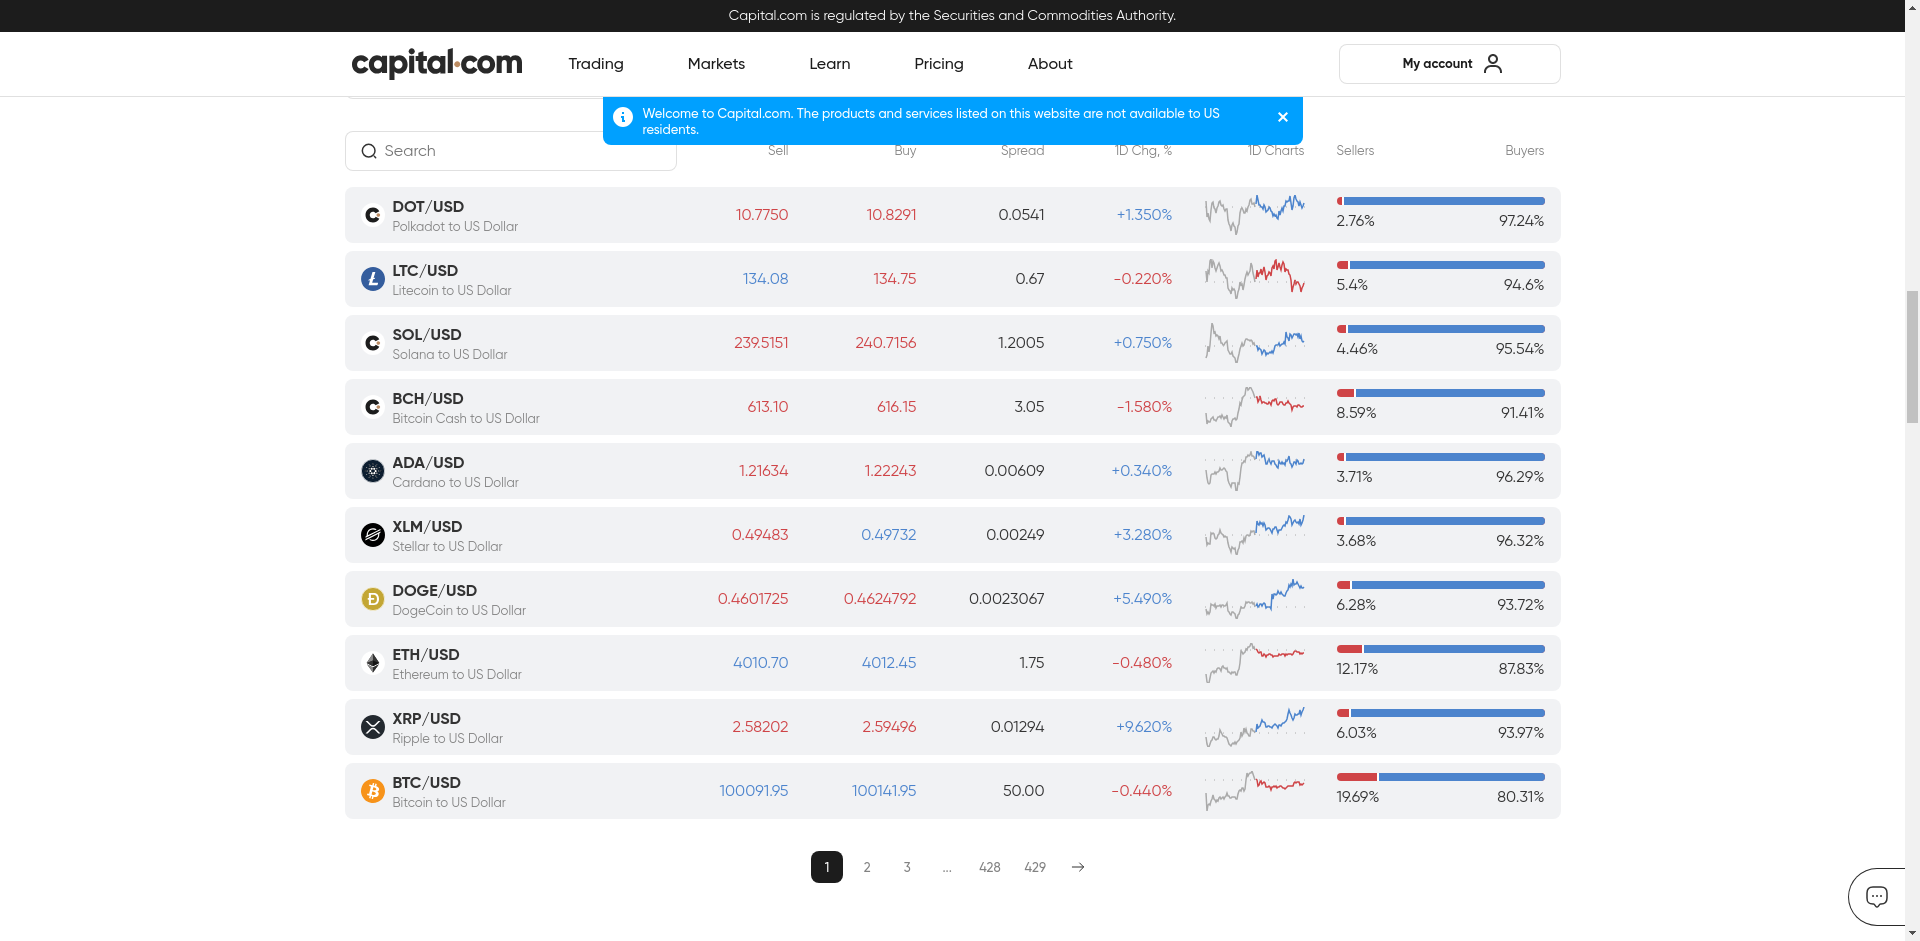 Capital.com is regulated by the Securities and Commodities Authority.
capital.com Trading Markets Learn Pricing About My account
Welcome to Capital.com. The products and services listed on this website are not available to US
residents.
Search Sell Buy Spread 1D Chg, % 1D Charts Sellers Buyers
DOT/USD
Polkadot to US Dollar
10.7750 10.8291 0.0541 +1.350% 2.76% 97.24%
LTC/USD
Litecoin to US Dollar
134.08 134.75 0.67 -0.220% 5.4% 94.6%
SOL/USD
Solana to US Dollar
239.5151 240.7156 1.2005 +0.750% 4.46% 95.54%
BCH/USD
Bitcoin Cash to US Dollar
613.10 616.15 3.05 -1.580% 8.59% 91.41%
ADA/USD
Cardano to US Dollar
1.21634 1.22243 0.00609 +0.340% 3.71% 96.29%
XLM/USD
Stellar to US Dollar
0.49483 0.49732 0.00249 +3.280% 3.68% 96.32%
DOGE/USD
DogeCoin to US Dollar
0.4601725 0.4624792 0.0023067 +5.490% 6.28% 93.72%
ETH/USD
Ethereum to US Dollar
4010.70 4012.45 1.75 -0.480% 12.17% 87.83%
XRP/USD
Ripple to US Dollar
2.58202 2.59496 0.01294 +9.620% 6.03% 93.97%
BTC/USD
Bitcoin to US Dollar
100091.95 100141.95 50.00 -0.440% 19.69% 80.31%
1 2 3 ... 428 429